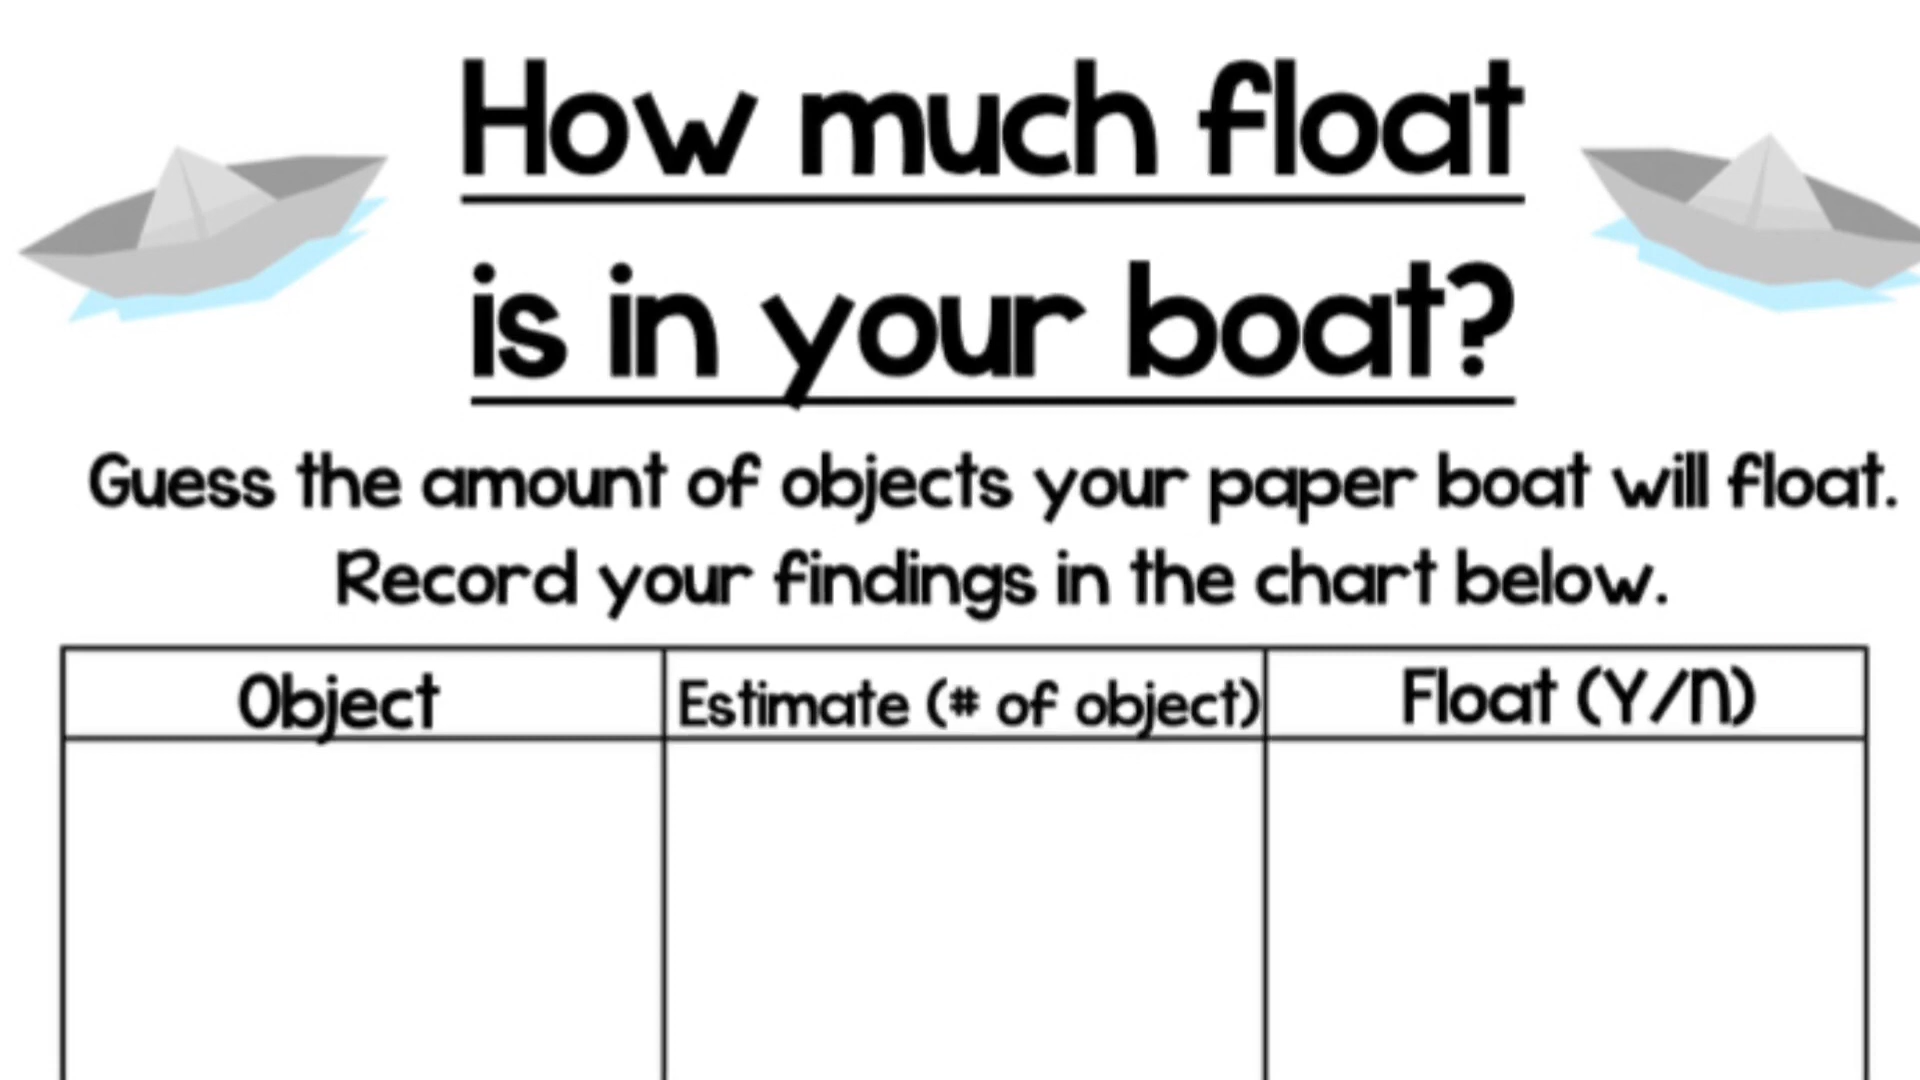 How much float
is in your boat?
Guess the amount of objects your paper boat will float.
Record your findings in the chart below.
Object Estimate (# of object) Float (Y/N)